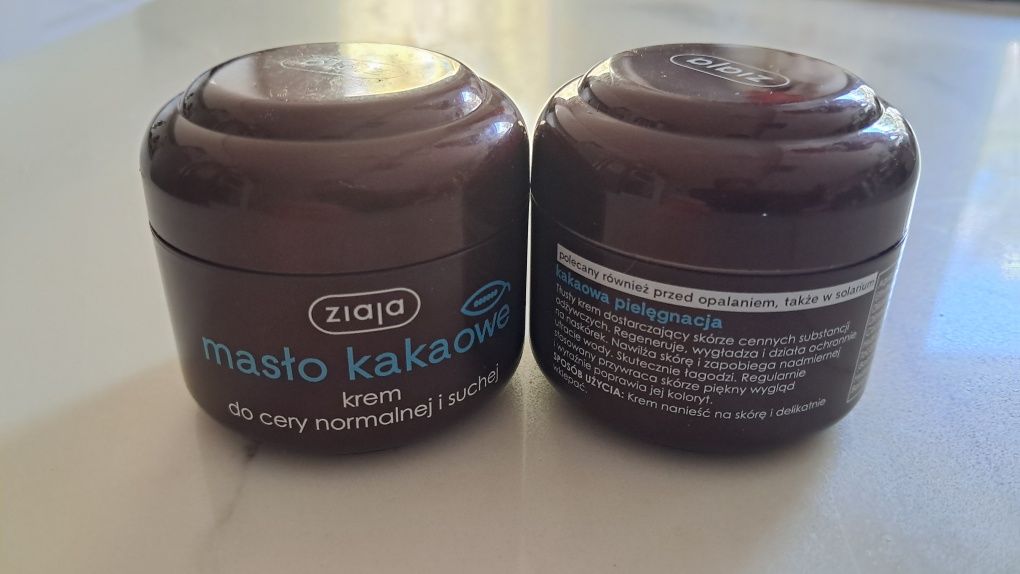 ziaja
masło kakaowe
krem
do cery normalnej i suchej
ziaja
ziaja
polecany również przed opalaniem, także w solarium
kakaowa pielęgnacja
Tłusty krem dostarczający skórze cennych substancji
odżywczych. Regeneruje, wygładza i działa ochronnie
na naskórek. Nawilża skórę i zapobiega nadmiernej
utracie wody. Skutecznie łagodzi. Regularnie
stosowany przywraca skórze piękny wygląd
i wyraźnie poprawia jej koloryt.
SPOSÓB UŻYCIA: Krem nanieść na skórę i delikatnie
wklepać.